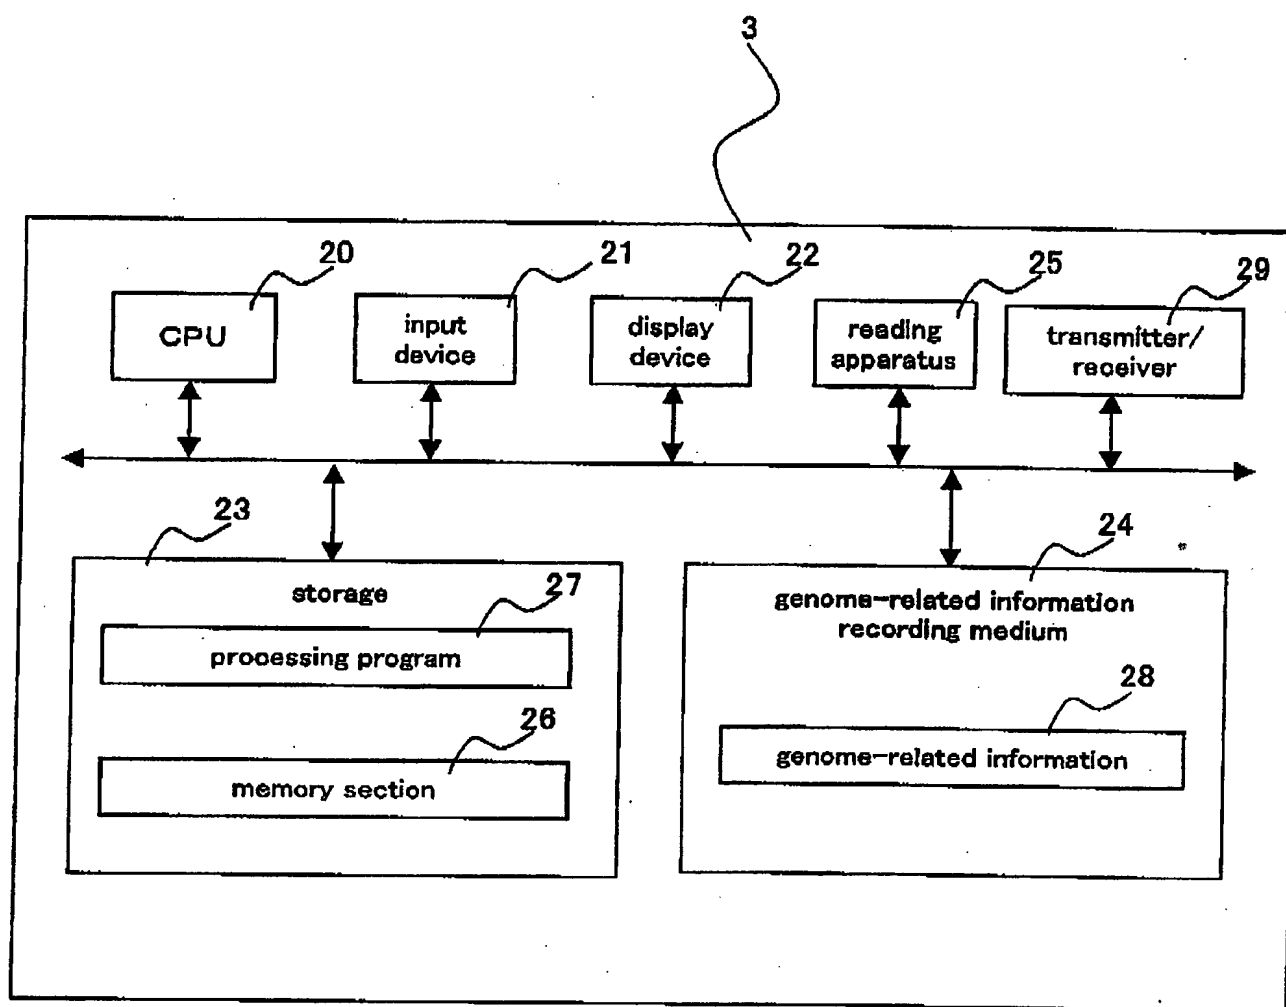 3
20
21
22
25
29
CPU
input
device
display
device
reading
apparatus
transmitter/
receiver
23
24
storage
27
processing program
26
memory section
genome-related information
recording medium
28
genome-related information